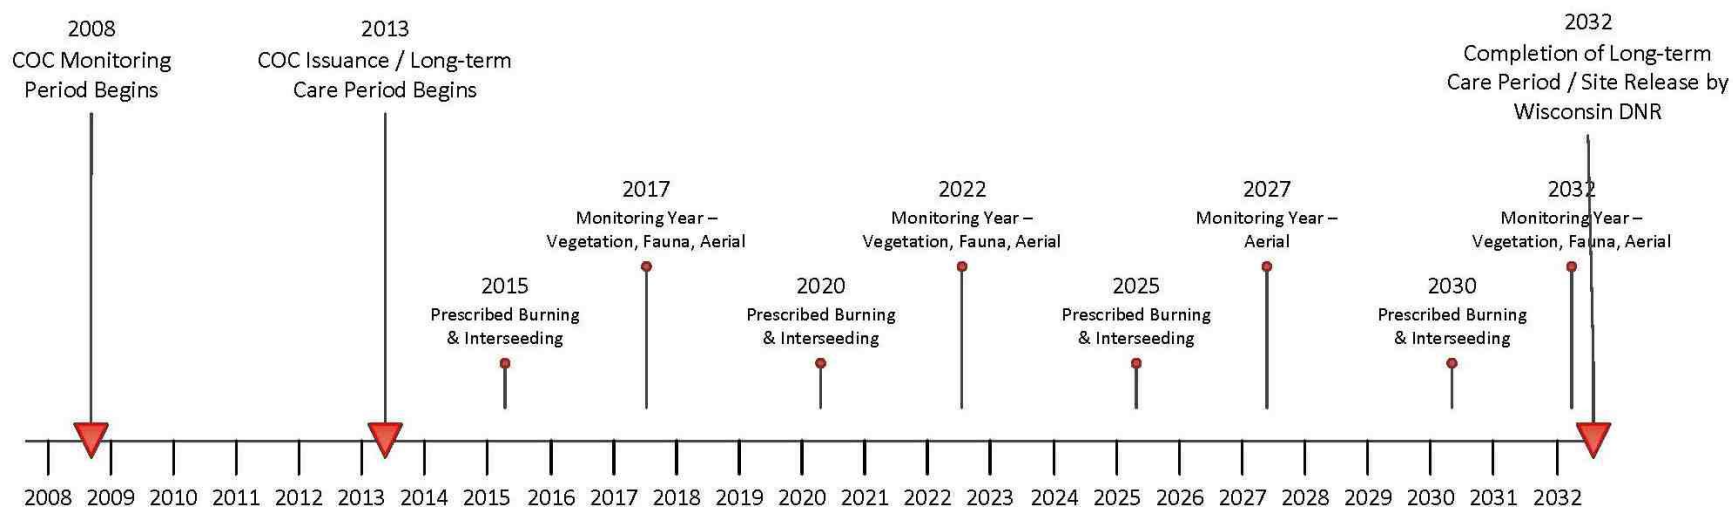 2008
COC Monitoring
Period Begins
2013
COC Issuance / Long-term
Care Period Begins
2032
Completion of Long-term
Care Period / Site Release by
Wisconsin DNR
2015
Prescribed Burning
& Interseeding
2017
Monitoring Year –
Vegetation, Fauna, Aerial
2020
Prescribed Burning
& Interseeding
2022
Monitoring Year –
Vegetation, Fauna, Aerial
2025
Prescribed Burning
& Interseeding
2027
Monitoring Year –
Aerial
2030
Prescribed Burning
& Interseeding
2032
Monitoring Year –
Vegetation, Fauna, Aerial
2008 2009 2010 2011 2012 2013 2014 2015 2016 2017 2018 2019 2020 2021 2022 2023 2024 2025 2026 2027 2028 2029 2030 2031 2032